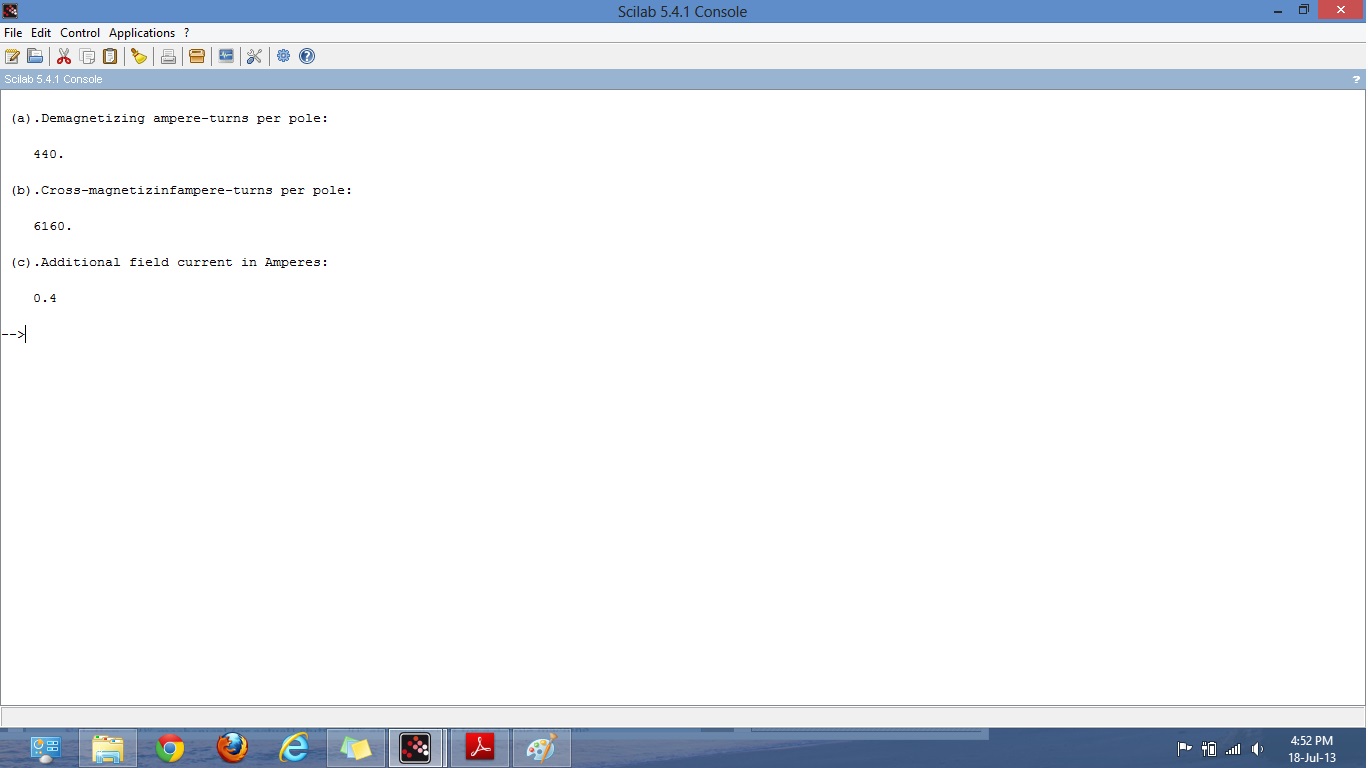 Scilab 5.4.1 Console
File Edit Control Applications ?
Scilab 5.4.1 Console ?
(a).Demagnetizing ampere-turns per pole:
440.
(b).Cross-magnetizinfampere-turns per pole:
6160.
(c).Additional field current in Amperes:
0.4
-->
4:52 PM
18-Jul-13